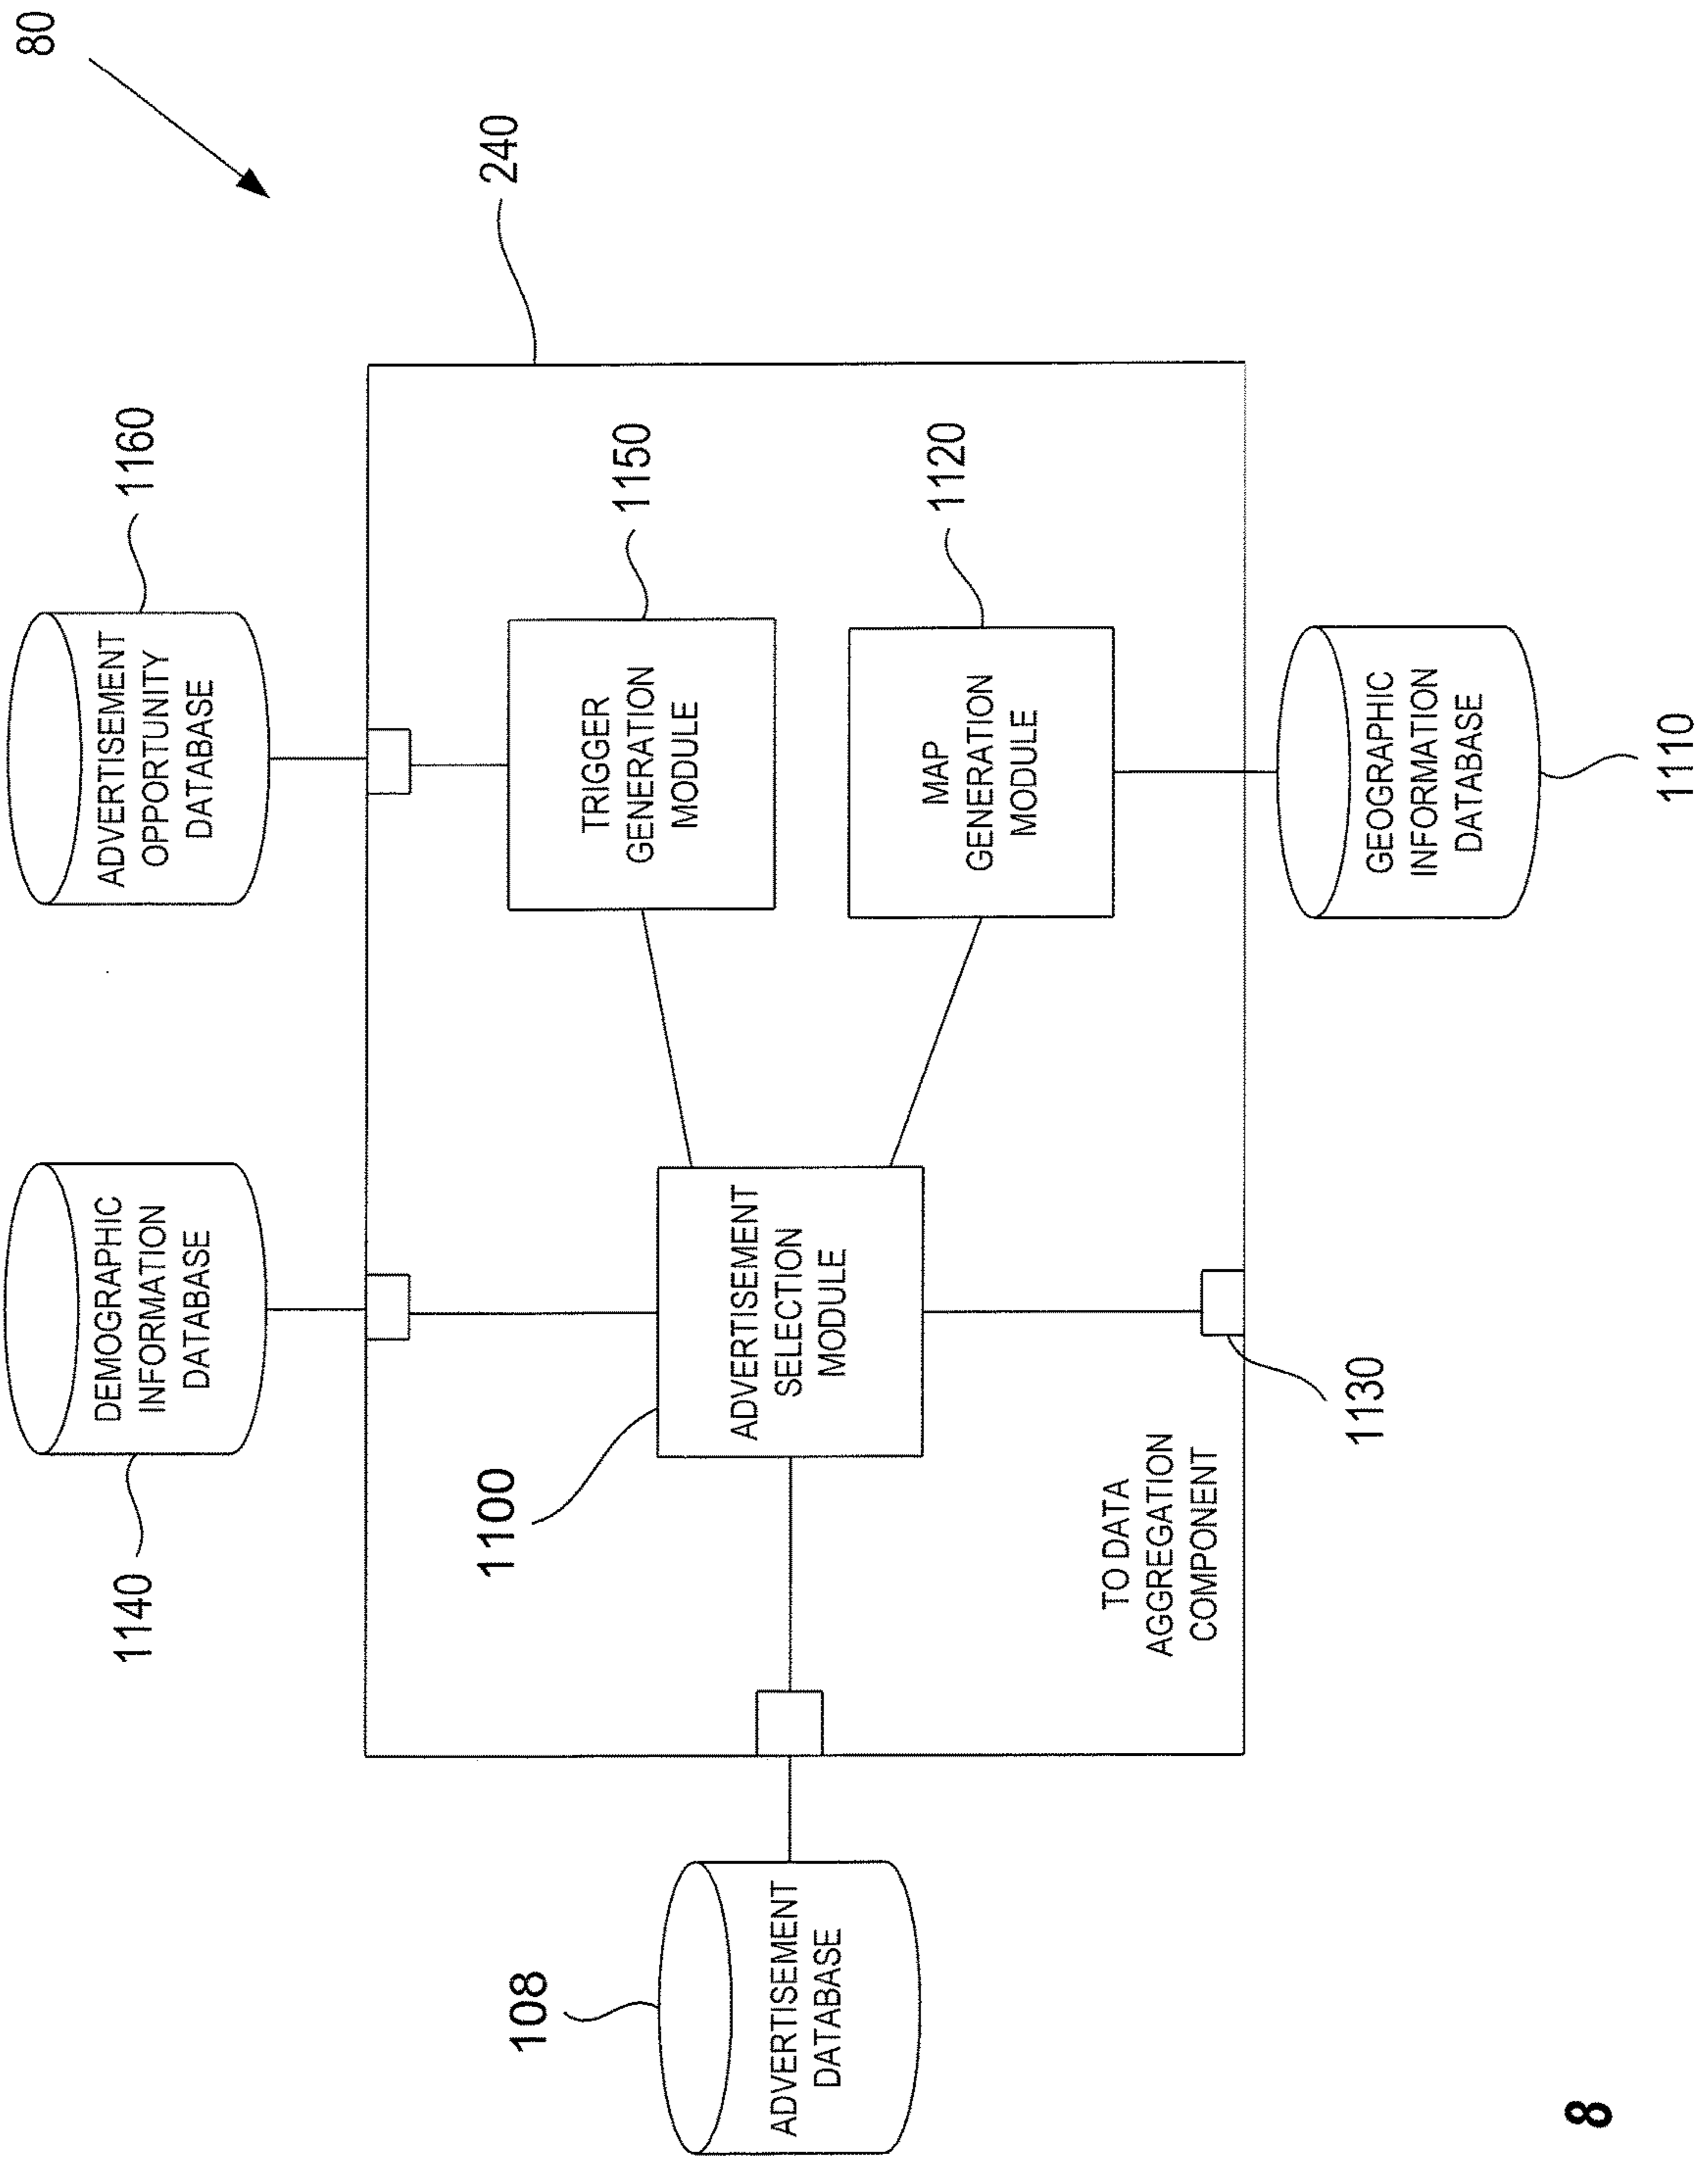 80
1140
DEMOGRAPHIC
INFORMATION
DATABASE
ADVERTISEMENT
OPPORTUNITY
DATABASE
1160
240
108
ADVERTISEMENT
DATABASE
1100
ADVERTISEMENT
SELECTION
MODULE
TRIGGER
GENERATION
MODULE
1150
MAP
GENERATION
MODULE
1120
TO DATA
AGGREGATION
COMPONENT
1130
GEOGRAPHIC
INFORMATION
DATABASE
1110
8